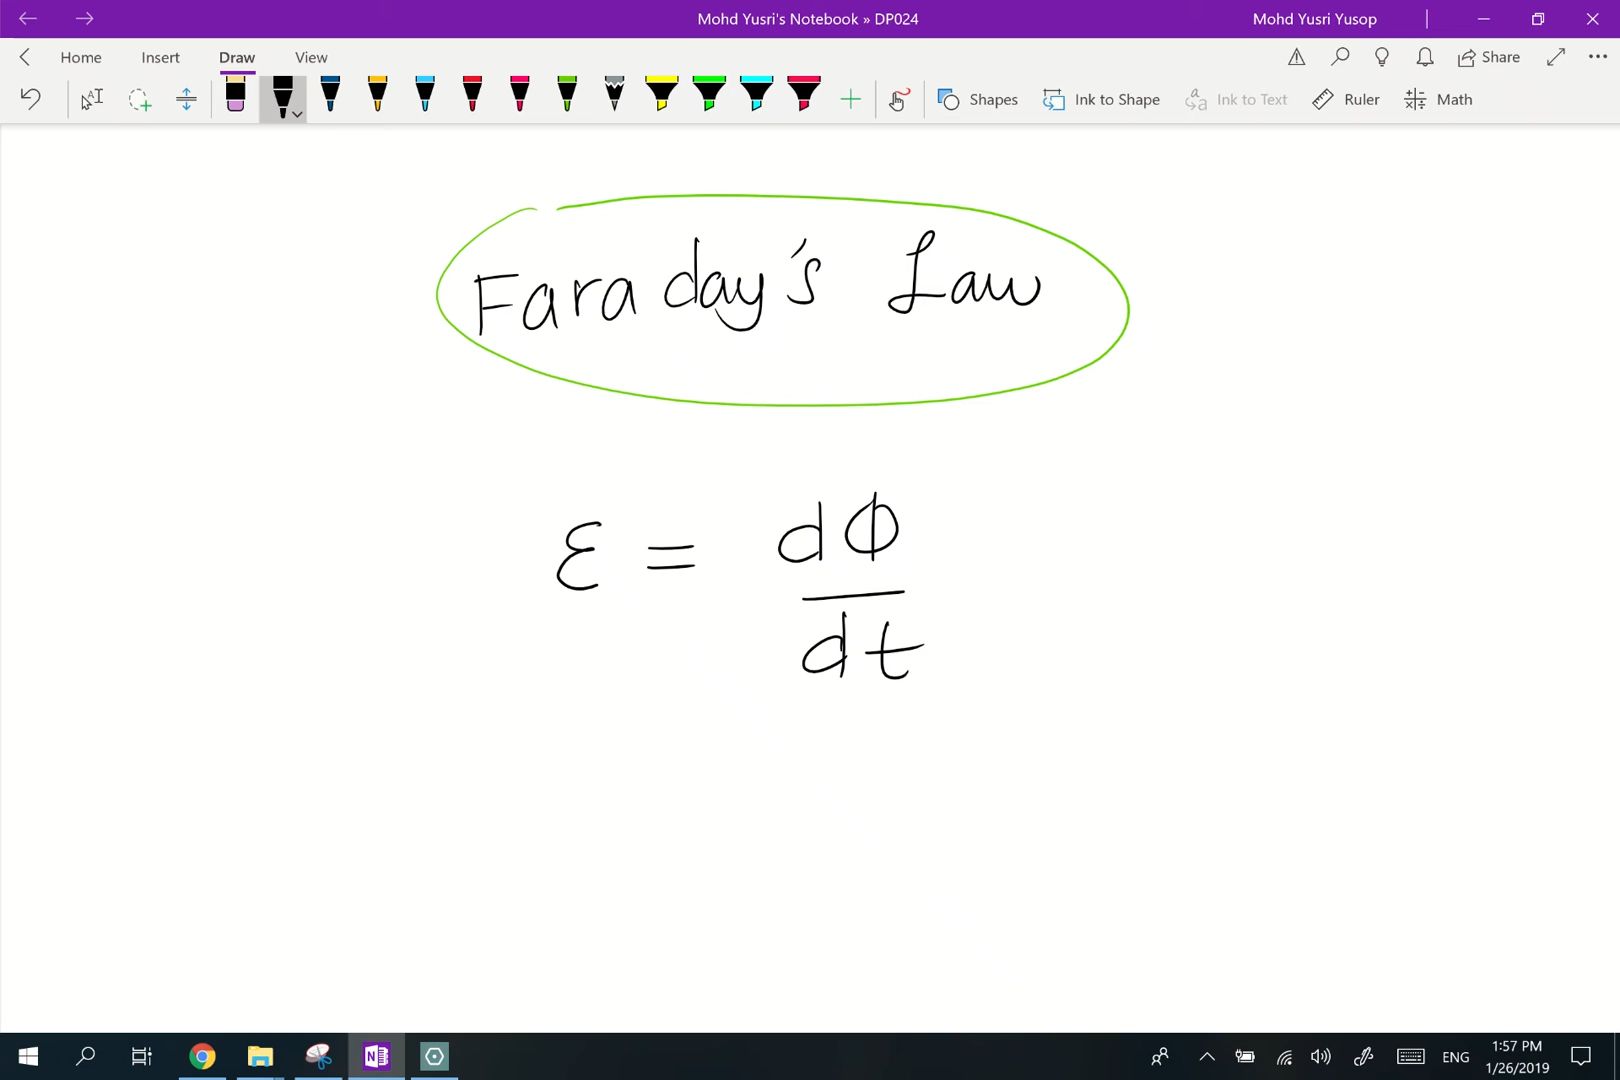 Mohd Yusri's Notebook » DP024
Mohd Yusri Yusop
Home Insert Draw View
Share
Shapes Ink to Shape Ink to Text Ruler Math
Faraday's Law
ε = dΦ
dt
ENG
1:57 PM
1/26/2019